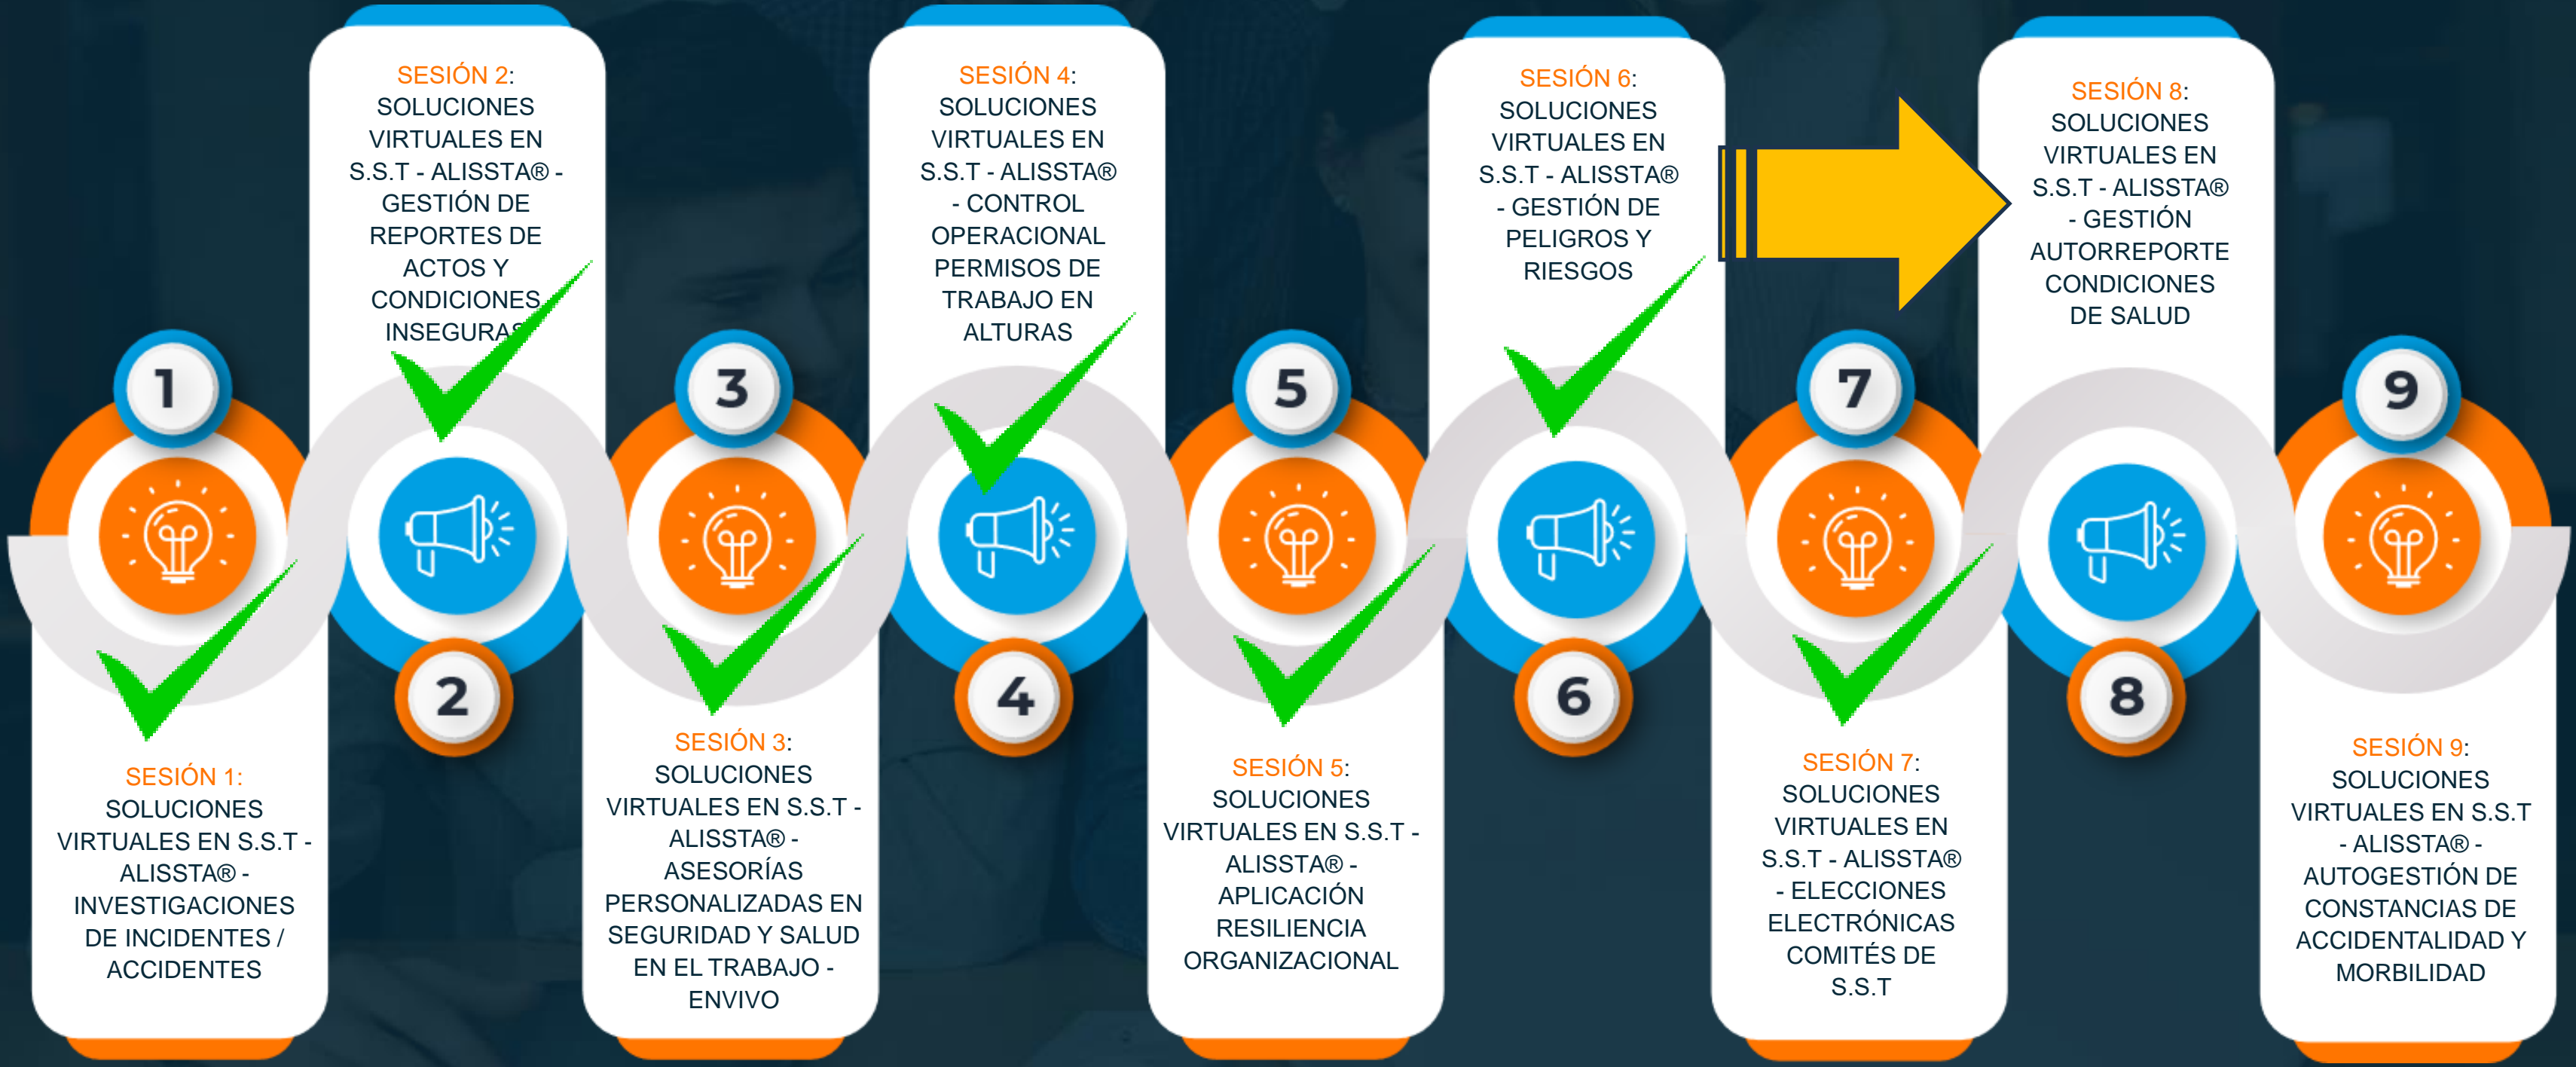 1
SESIÓN 1:
SOLUCIONES
VIRTUALES EN S.S.T -
ALISSTA® -
INVESTIGACIONES
DE INCIDENTES /
ACCIDENTES
SESIÓN 2:
SOLUCIONES
VIRTUALES EN
S.S.T - ALISSTA® -
GESTIÓN DE
REPORTES DE
ACTOS Y
CONDICIONES
INSEGURAS
2
3
SESIÓN 3:
SOLUCIONES
VIRTUALES EN S.S.T -
ALISSTA® -
ASESORÍAS
PERSONALIZADAS EN
SEGURIDAD Y SALUD
EN EL TRABAJO -
ENVIVO
SESIÓN 4:
SOLUCIONES
VIRTUALES EN
S.S.T - ALISSTA®
- CONTROL
OPERACIONAL
PERMISOS DE
TRABAJO EN
ALTURAS
4
5
SESIÓN 5:
SOLUCIONES
VIRTUALES EN S.S.T -
ALISSTA® -
APLICACIÓN
RESILIENCIA
ORGANIZACIONAL
SESIÓN 6:
SOLUCIONES
VIRTUALES EN
S.S.T - ALISSTA®
- GESTIÓN DE
PELIGROS Y
RIESGOS
6
7
SESIÓN 7:
SOLUCIONES
VIRTUALES EN
S.S.T - ALISSTA®
- ELECCIONES
ELECTRÓNICAS
COMITÉS DE
S.S.T
SESIÓN 8:
SOLUCIONES
VIRTUALES EN
S.S.T - ALISSTA®
- GESTIÓN
AUTORREPORTE
CONDICIONES
DE SALUD
8
9
SESIÓN 9:
SOLUCIONES
VIRTUALES EN S.S.T
- ALISSTA® -
AUTOGESTIÓN DE
CONSTANCIAS DE
ACCIDENTALIDAD Y
MORBILIDAD